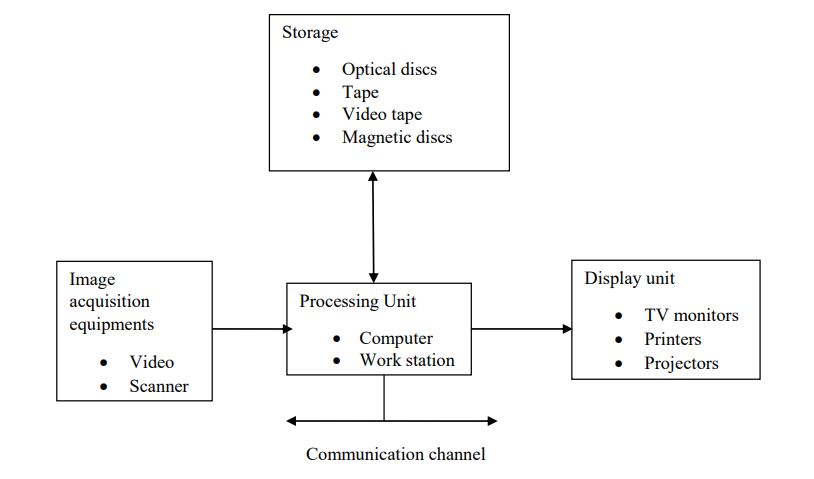 Storage
• Optical discs
• Tape
• Video tape
• Magnetic discs
Image
acquisition
equipments
• Video
• Scanner
Processing Unit
• Computer
• Work station
Display unit
• TV monitors
• Printers
• Projectors
Communication channel